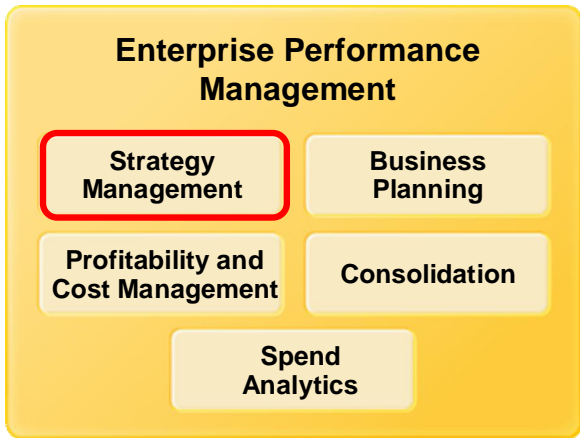 Enterprise Performance
Management
Strategy
Management
Business
Planning
Profitability and
Cost Management
Consolidation
Spend
Analytics